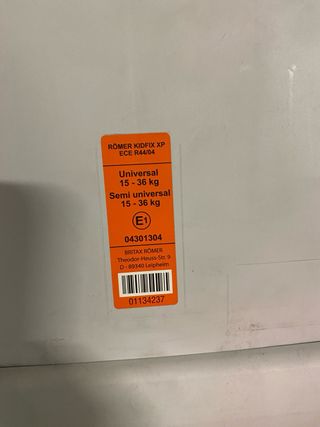 RÖMER KIDFIX XP
ECE R44/04
Universal
15 - 36 kg
Semi universal
15 - 36 kg
E1
04301304
BRITAX RÖMER
Theodor-Heuss-Str. 9
D - 89340 Leipheim
01134237